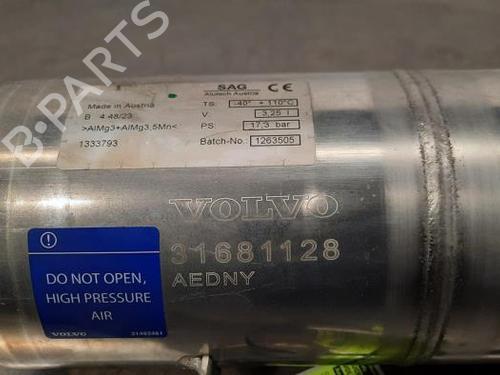 SAG
CE
Alutech Austria
Made in Austria
B 4.48/23
>AlMg3+AlMg3,5Mn<
1333793
TS: -40° +110°C
V: 3,25 l
PS: 17,3 bar
Batch-No.: 1263505
VOLVO
31681128
AEDNY
DO NOT OPEN,
HIGH PRESSURE
AIR
VOLVO
B-PARTS